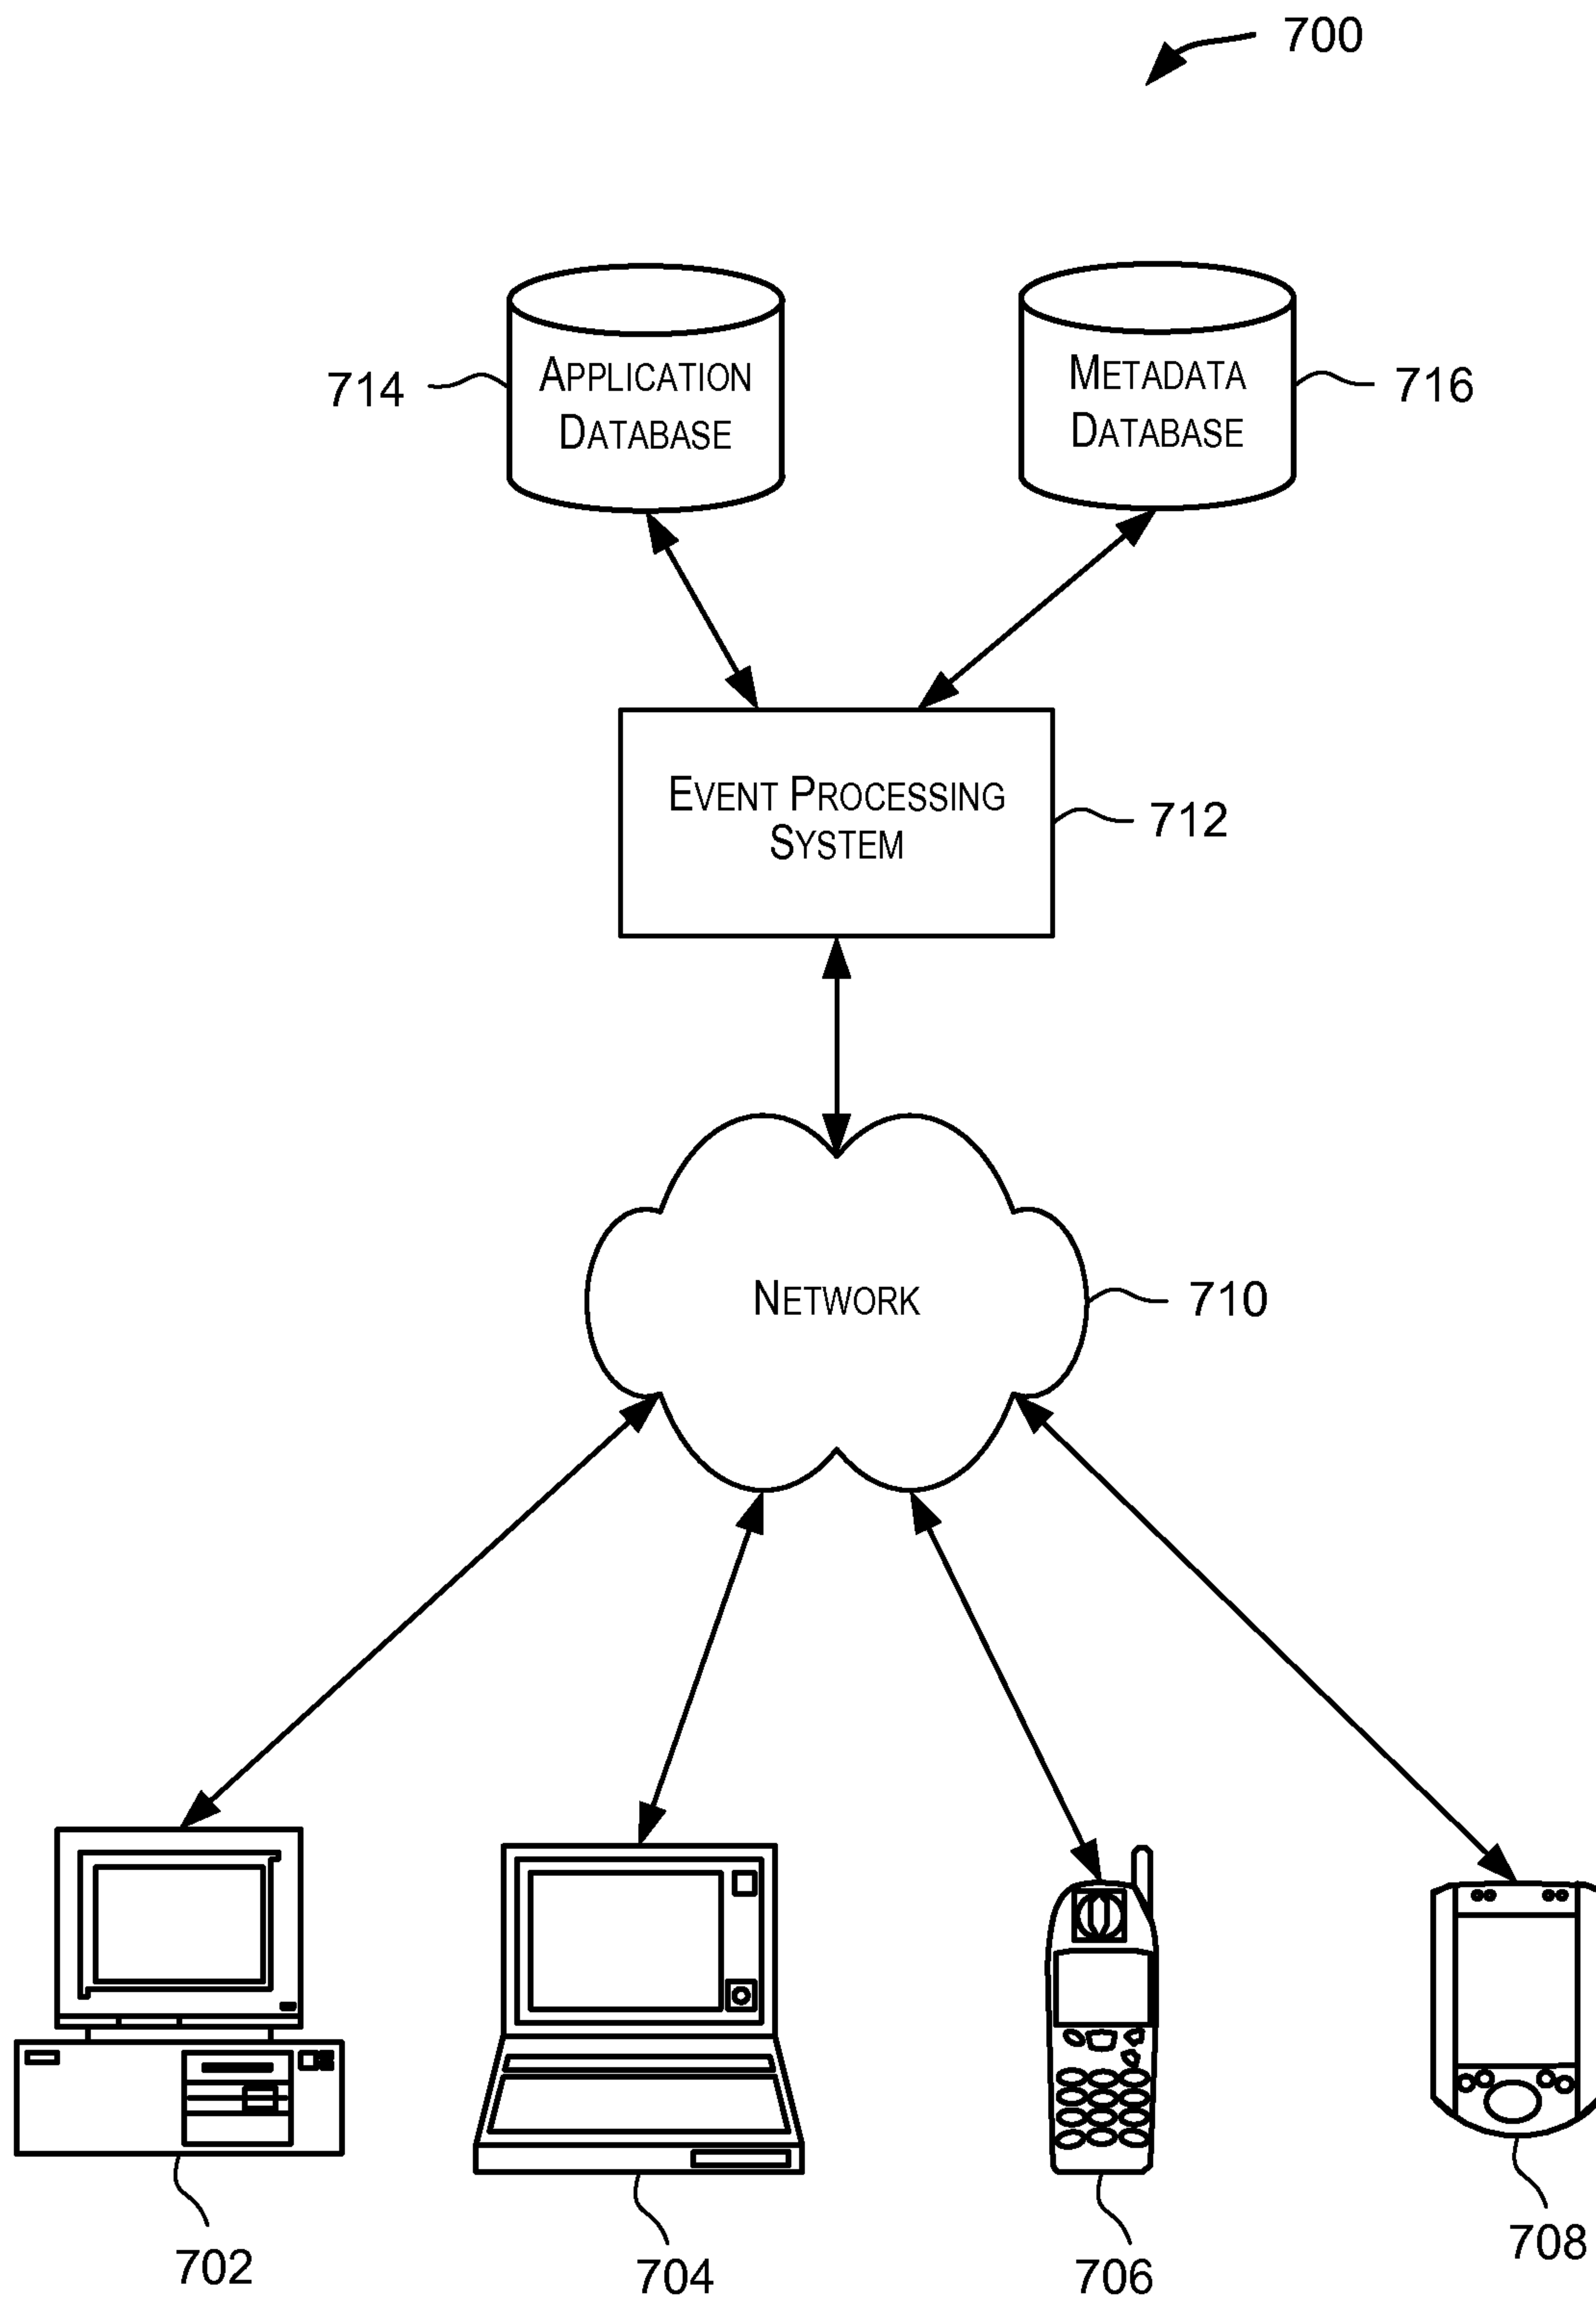 700
714
APPLICATION
DATABASE
METADATA
DATABASE
716
EVENT PROCESSING
SYSTEM
712
NETWORK
710
702
704
706
708